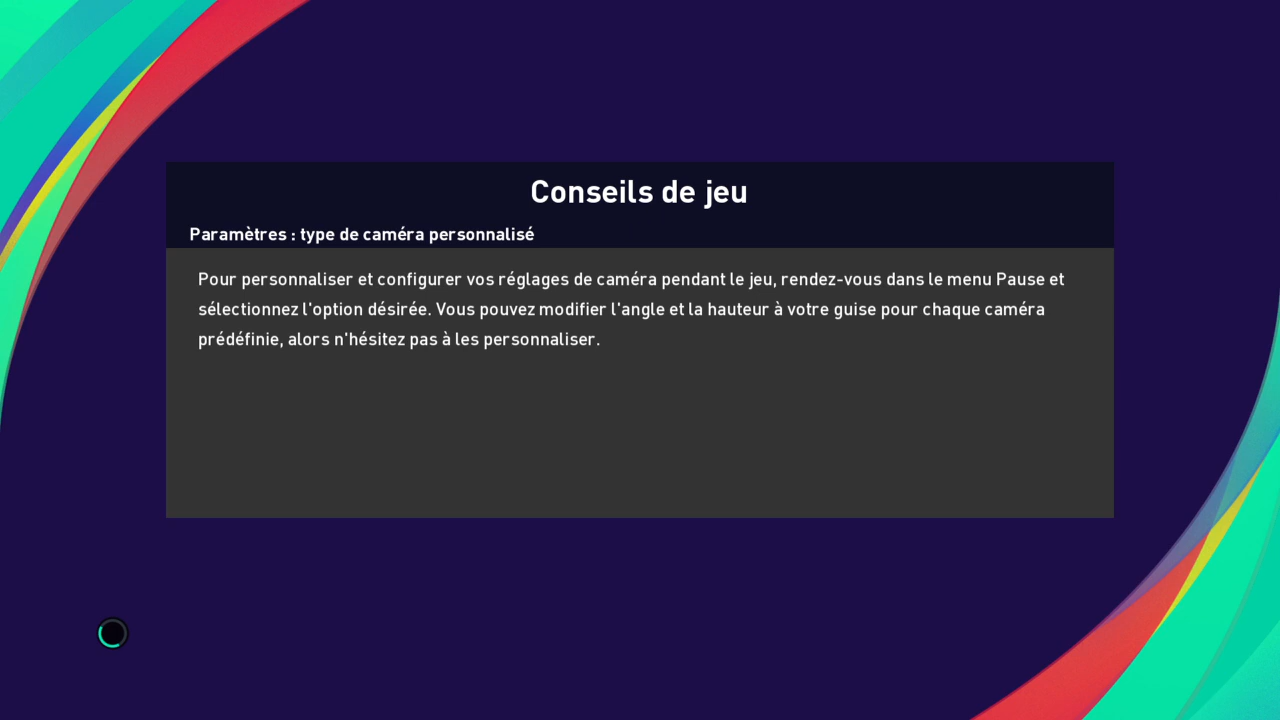 Conseils de jeu
Paramètres : type de caméra personnalisé
Pour personnaliser et configurer vos réglages de caméra pendant le jeu, rendez-vous dans le menu Pause et
sélectionnez l'option désirée. Vous pouvez modifier l'angle et la hauteur à votre guise pour chaque caméra
prédéfinie, alors n'hésitez pas à les personnaliser.